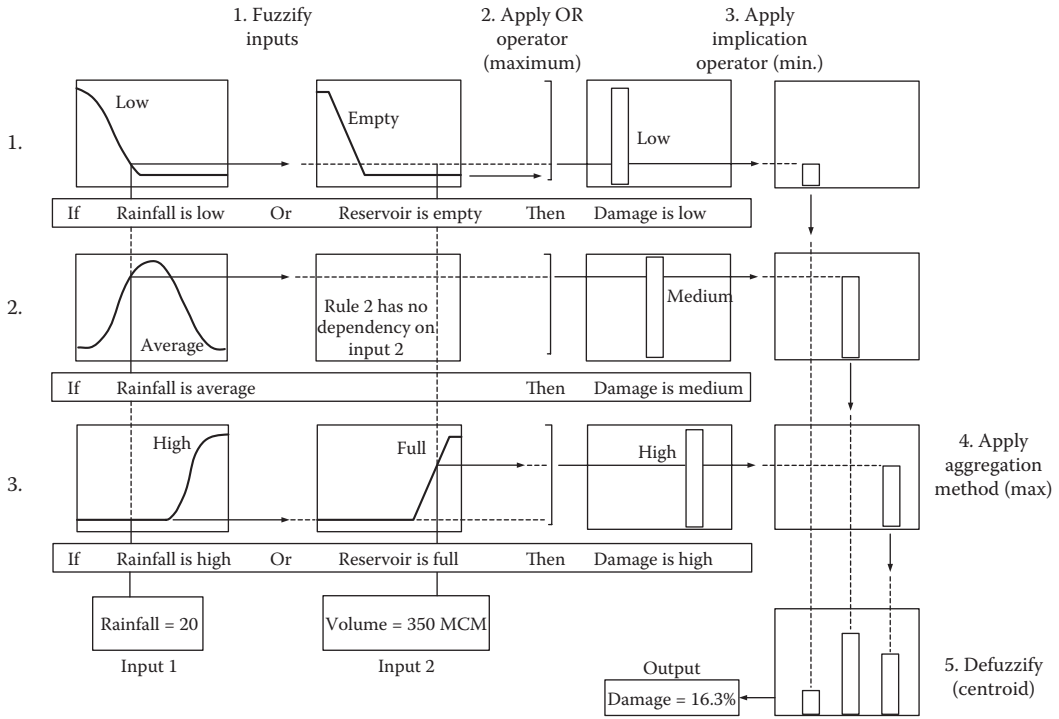 1. Fuzzify
inputs
2. Apply OR
operator
(maximum)
3. Apply
implication
operator (min.)
1.
Low
Empty
Low
If Rainfall is low Or Reservoir is empty Then Damage is low
2.
Average
Rule 2 has no
dependency on
input 2
Medium
If Rainfall is average Then Damage is medium
3.
High
Full
High
4. Apply
aggregation
method (max)
If Rainfall is high Or Reservoir is full Then Damage is high
Rainfall = 20
Input 1
Volume = 350 MCM
Input 2
Output
Damage = 16.3%
5. Defuzzify
(centroid)